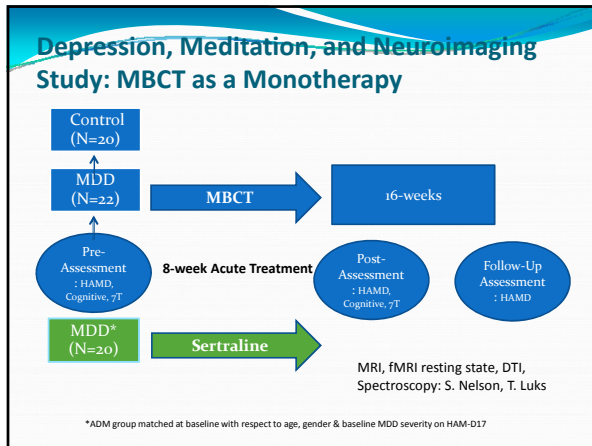 Depression, Meditation, and Neuroimaging
Study: MBCT as a Monotherapy
Control
(N=20)
MDD
(N=22)
MBCT
16-weeks
Pre-
Assessment
: HAMD,
Cognitive, 7T
8-week Acute Treatment
Post-
Assessment
: HAMD,
Cognitive, 7T
Follow-Up
Assessment
: HAMD
MDD*
(N=20)
Sertraline
MRI, fMRI resting state, DTI,
Spectroscopy: S. Nelson, T. Luks
*ADM group matched at baseline with respect to age, gender & baseline MDD severity on HAM-D17